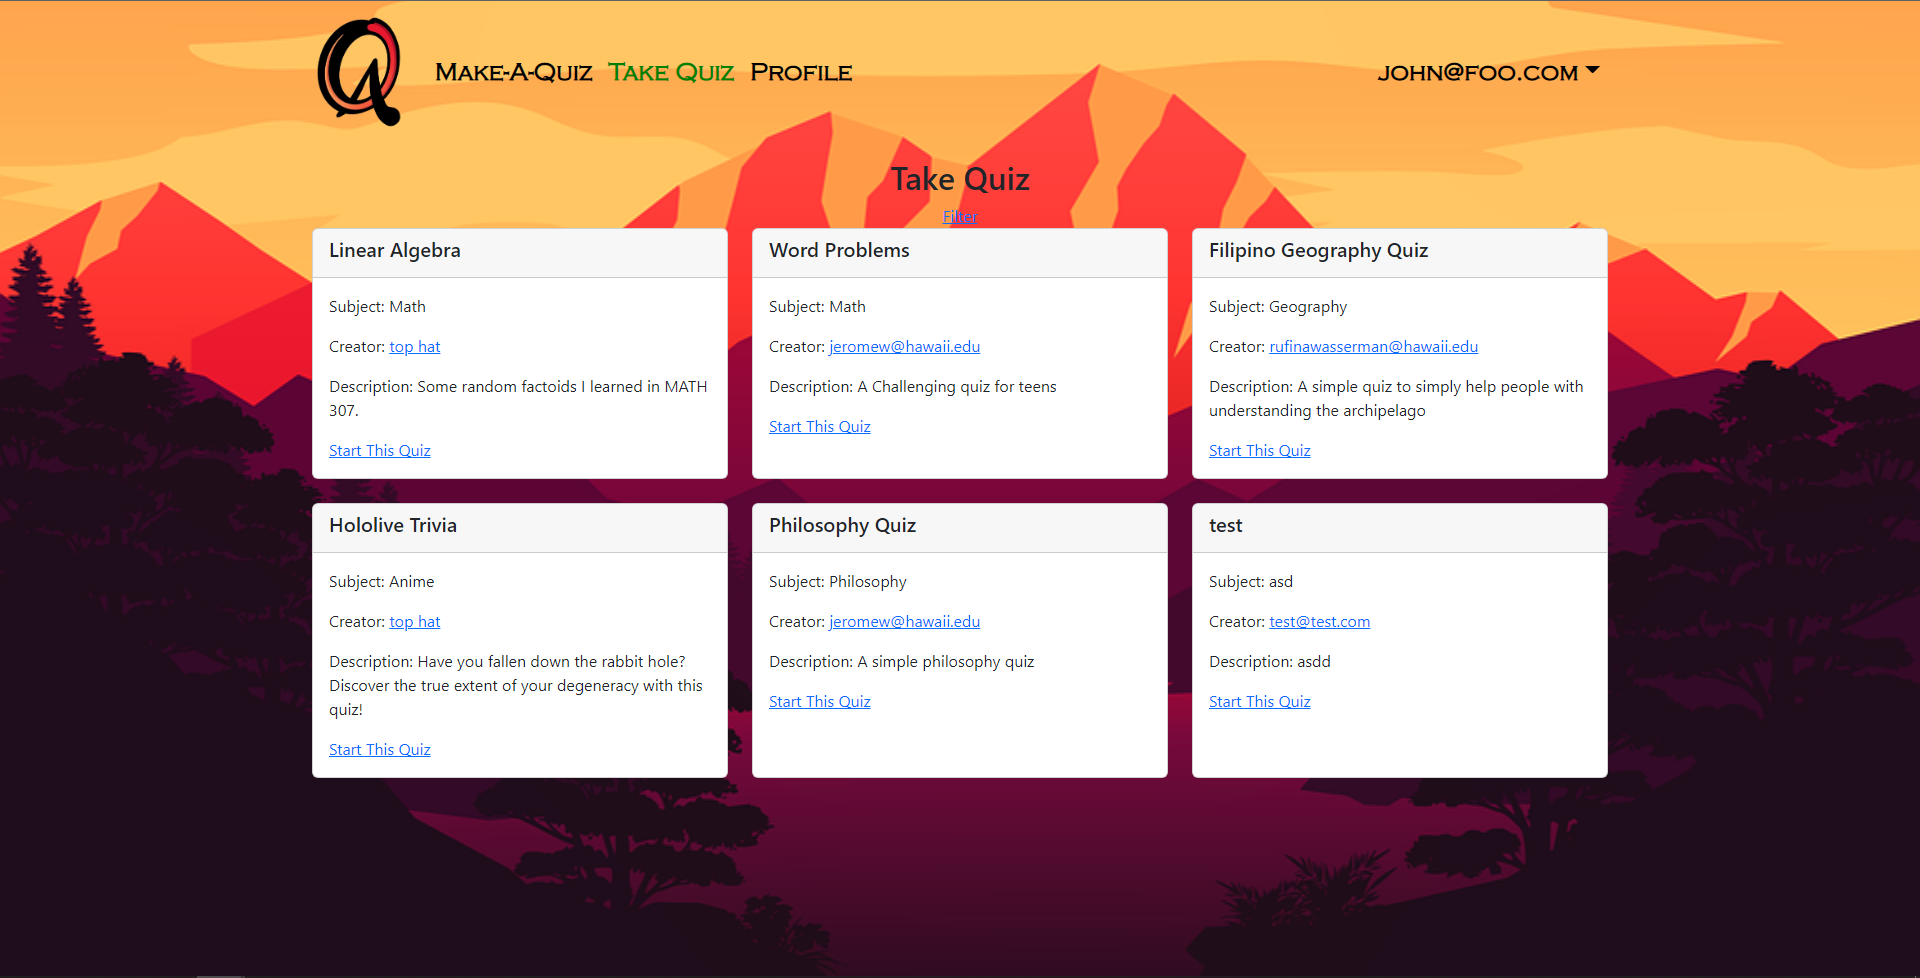 Q
Make-A-Quiz Take Quiz Profile john@foo.com
Take Quiz
Filter
Linear Algebra
Subject: Math
Creator: top hat
Description: Some random factoids I learned in MATH
307.
Start This Quiz
Word Problems
Subject: Math
Creator: jeromew@hawaii.edu
Description: A Challenging quiz for teens
Start This Quiz
Filipino Geography Quiz
Subject: Geography
Creator: rufinawasserman@hawaii.edu
Description: A simple quiz to simply help people with
understanding the archipelago
Start This Quiz
Hololive Trivia
Subject: Anime
Creator: top hat
Description: Have you fallen down the rabbit hole?
Discover the true extent of your degeneracy with this
quiz!
Start This Quiz
Philosophy Quiz
Subject: Philosophy
Creator: jeromew@hawaii.edu
Description: A simple philosophy quiz
Start This Quiz
test
Subject: asd
Creator: test@test.com
Description: asdd
Start This Quiz